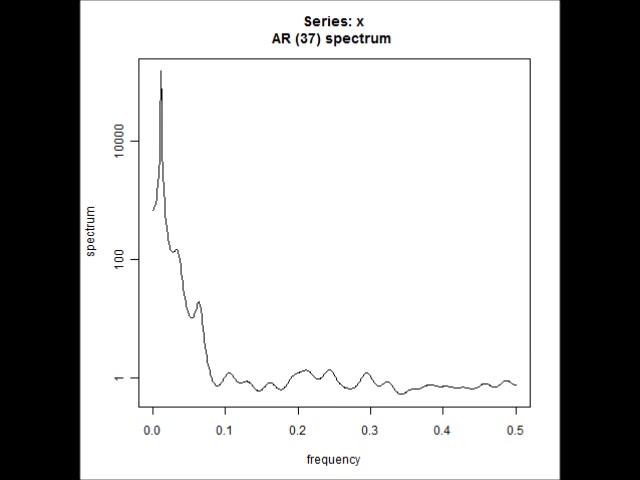 Series: x
AR (37) spectrum
10000
100
1
spectrum
0.0 0.1 0.2 0.3 0.4 0.5
frequency